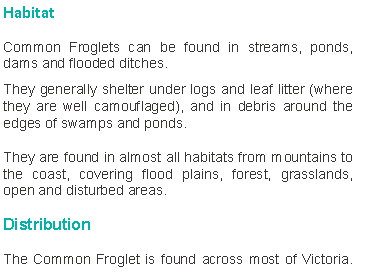 Habitat
Common Froglets can be found in streams, ponds,
dams and flooded ditches.
They generally shelter under logs and leaf litter (where
they are well camouflaged), and in debris around the
edges of swamps and ponds.
They are found in almost all habitats from mountains to
the coast, covering flood plains, forest, grasslands,
open and disturbed areas.
Distribution
The Common Froglet is found across most of Victoria.